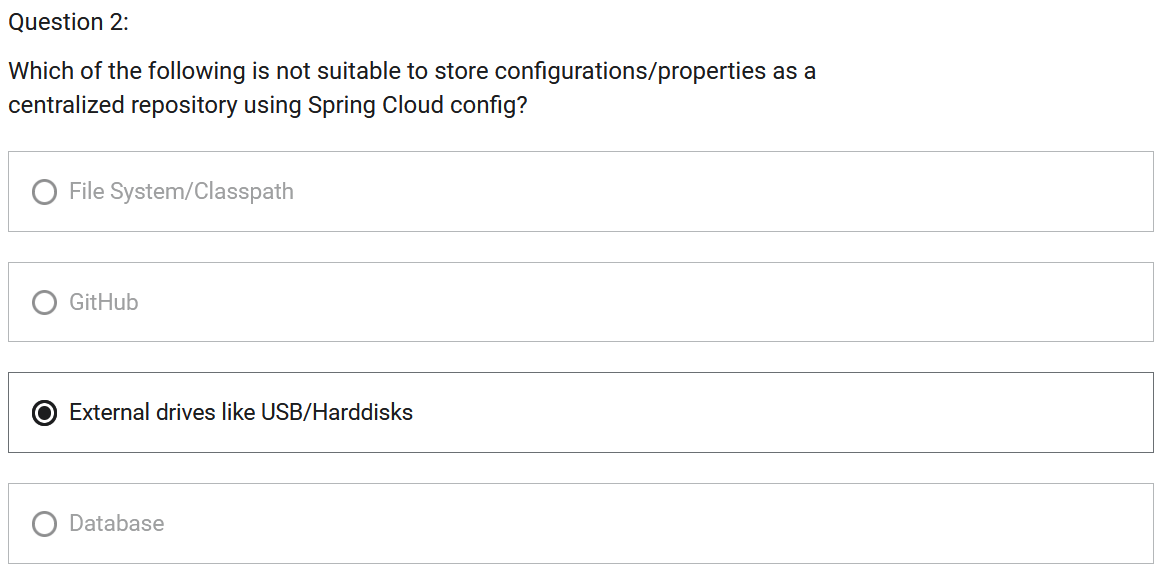 Question 2:
Which of the following is not suitable to store configurations/properties as a
centralized repository using Spring Cloud config?
File System/Classpath
GitHub
External drives like USB/Harddisks
Database